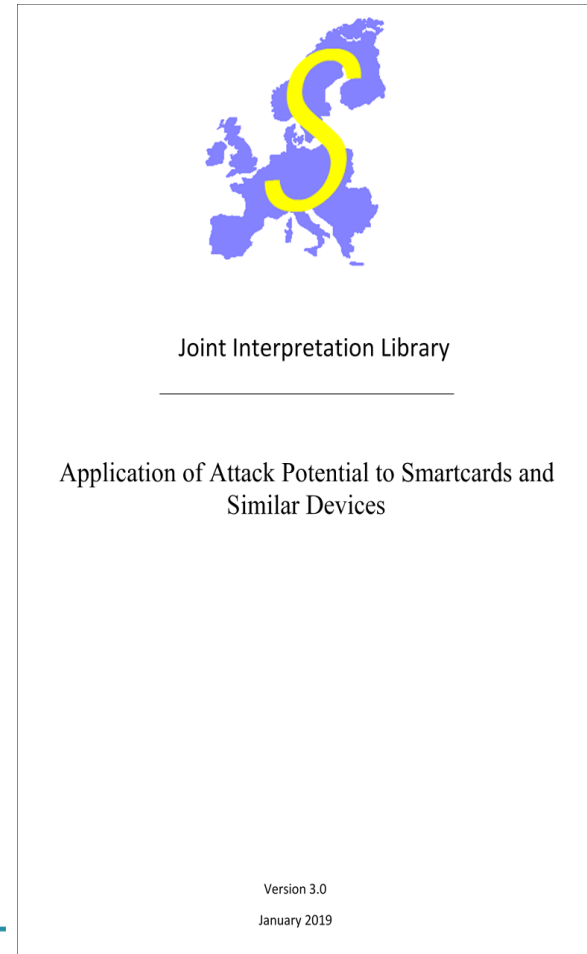 S
Joint Interpretation Library
Application of Attack Potential to Smartcards and
Similar Devices
Version 3.0
January 2019